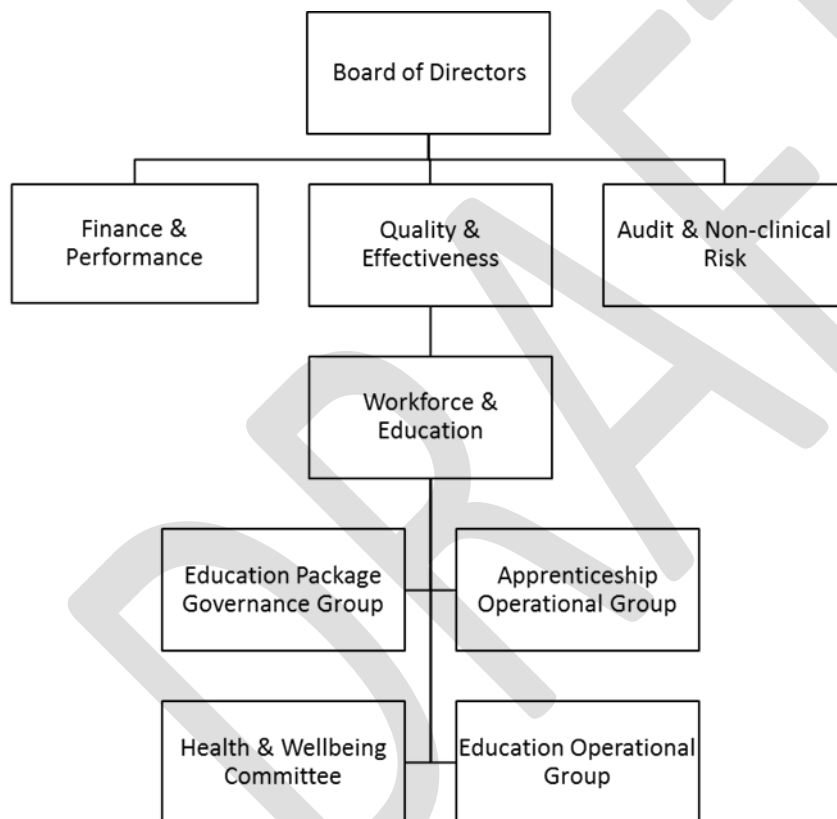 Board of Directors
Finance &
Performance
Quality &
Effectiveness
Audit & Non-clinical
Risk
Workforce &
Education
Education Package
Governance Group
Apprenticeship
Operational Group
Health & Wellbeing
Committee
Education Operational
Group
DRAFT